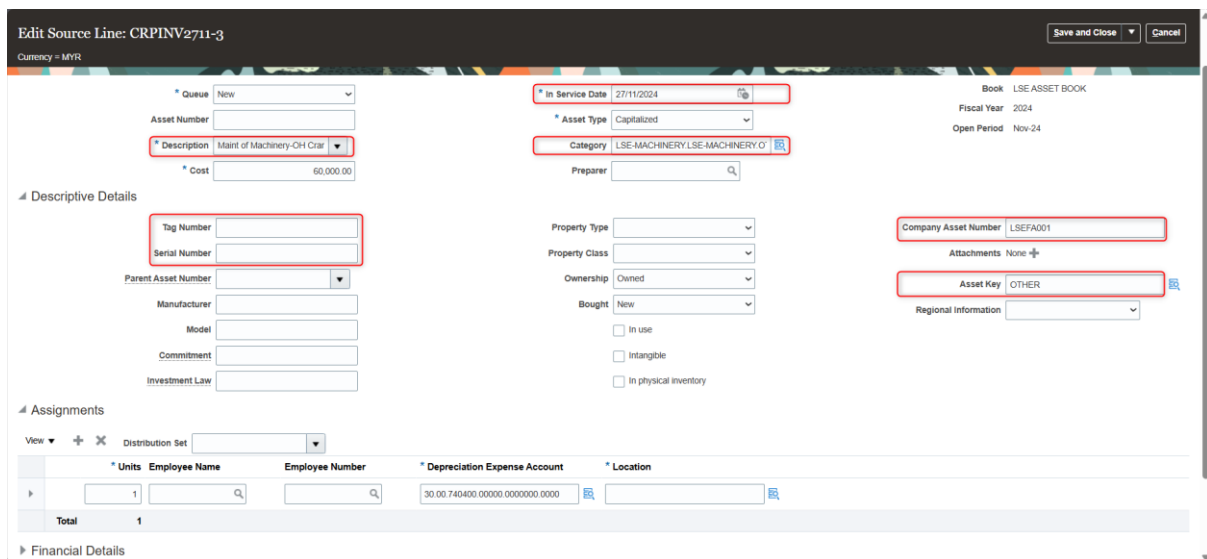 Edit Source Line: CRPINV2711-3
Save and Close
Cancel
Currency = MYR
* Queue New
* In Service Date 27/11/2024
Book LSE ASSET BOOK
Asset Number
* Asset Type Capitalized
Fiscal Year 2024
* Description Maint of Machinery-OH Crar
Category LSE-MACHINERY.LSE-MACHINERY.O
Open Period Nov-24
* Cost 60,000.00
Preparer
Descriptive Details
Tag Number
Property Type
Company Asset Number LSEFA001
Serial Number
Property Class
Attachments None
Parent Asset Number
Ownership Owned
Asset Key OTHER
Manufacturer
Bought New
Regional Information
Model
In use
Commitment
Intangible
Investment Law
In physical inventory
Assignments
View
Distribution Set
* Units Employee Name Employee Number * Depreciation Expense Account * Location
1 30.00.740400.00000.0000000.0000
Total 1
Financial Details